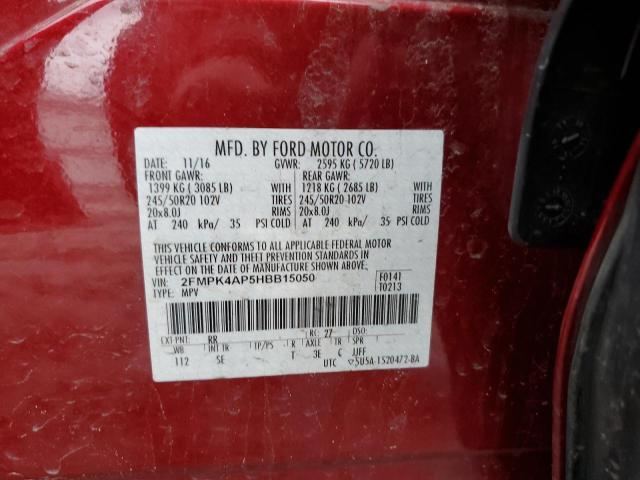 MFD. BY FORD MOTOR CO.
DATE: 11/16 GVWR: 2595 KG ( 5720 LB)
FRONT GAWR: REAR GAWR:
1399 KG ( 3085 LB) WITH 1218 KG ( 2685 LB) WITH
245/50R20 102V TIRES 245/50R20 102V TIRES
20x8.0J RIMS 20x8.0J RIMS
AT 240 kPa/ 35 PSI COLD AT 240 kPa/ 35 PSI COLD
THIS VEHICLE CONFORMS TO ALL APPLICABLE FEDERAL MOTOR
VEHICLE SAFETY AND THEFT PREVENTION STANDARDS IN
EFFECT ON THE DATE OF MANUFACTURE SHOWN ABOVE.
VIN: 2FMPK4AP5HBB15050 F0141
TYPE: MPV T0213
EXT PNT: RR RC: 27 DSO:
WB INT TR TP/PS R AXLE TR SPR
112 SE T 3E C JJFF
UTC 5U5A-1520472-BA